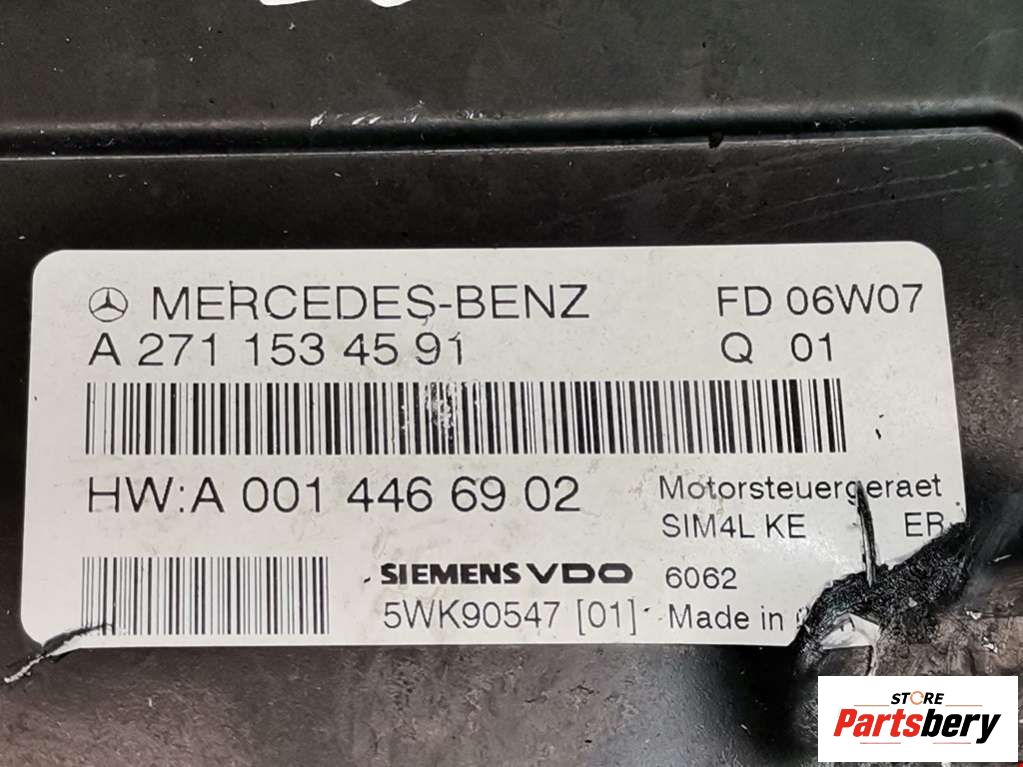 MERCEDES-BENZ FD 06W07
A 271 153 45 91 Q 01
HW:A 001 446 69 02 Motorsteuergeraet
SIM4L KE ER
SIEMENS VDO 6062
5WK90547 [01] Made in
STORE
Partsbery